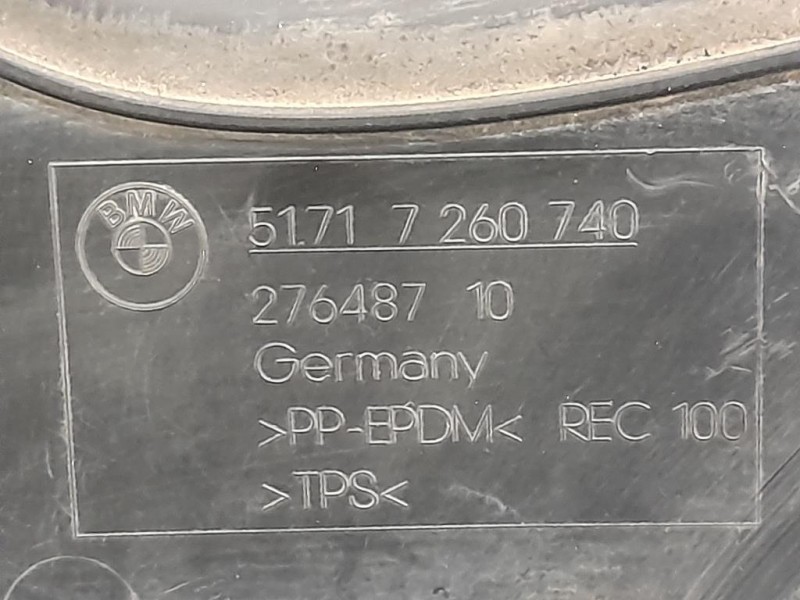 BMW
51.71 7 260 740
276487 10
Germany
>PP-EPDM< REC 100
>TPS<